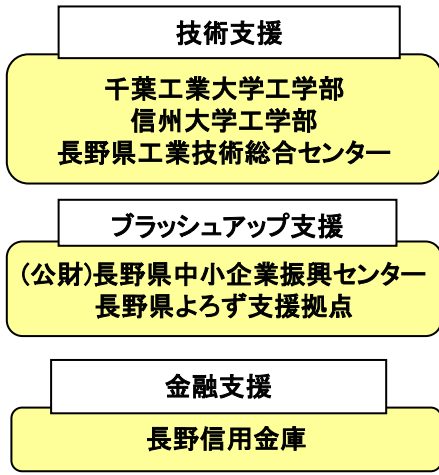 技術支援
千葉工業大学工学部
信州大学工学部
長野県工業技術総合センター
ブラッシュアップ支援
(公財)長野県中小企業振興センター
長野県よろず支援拠点
金融支援
長野信用金庫